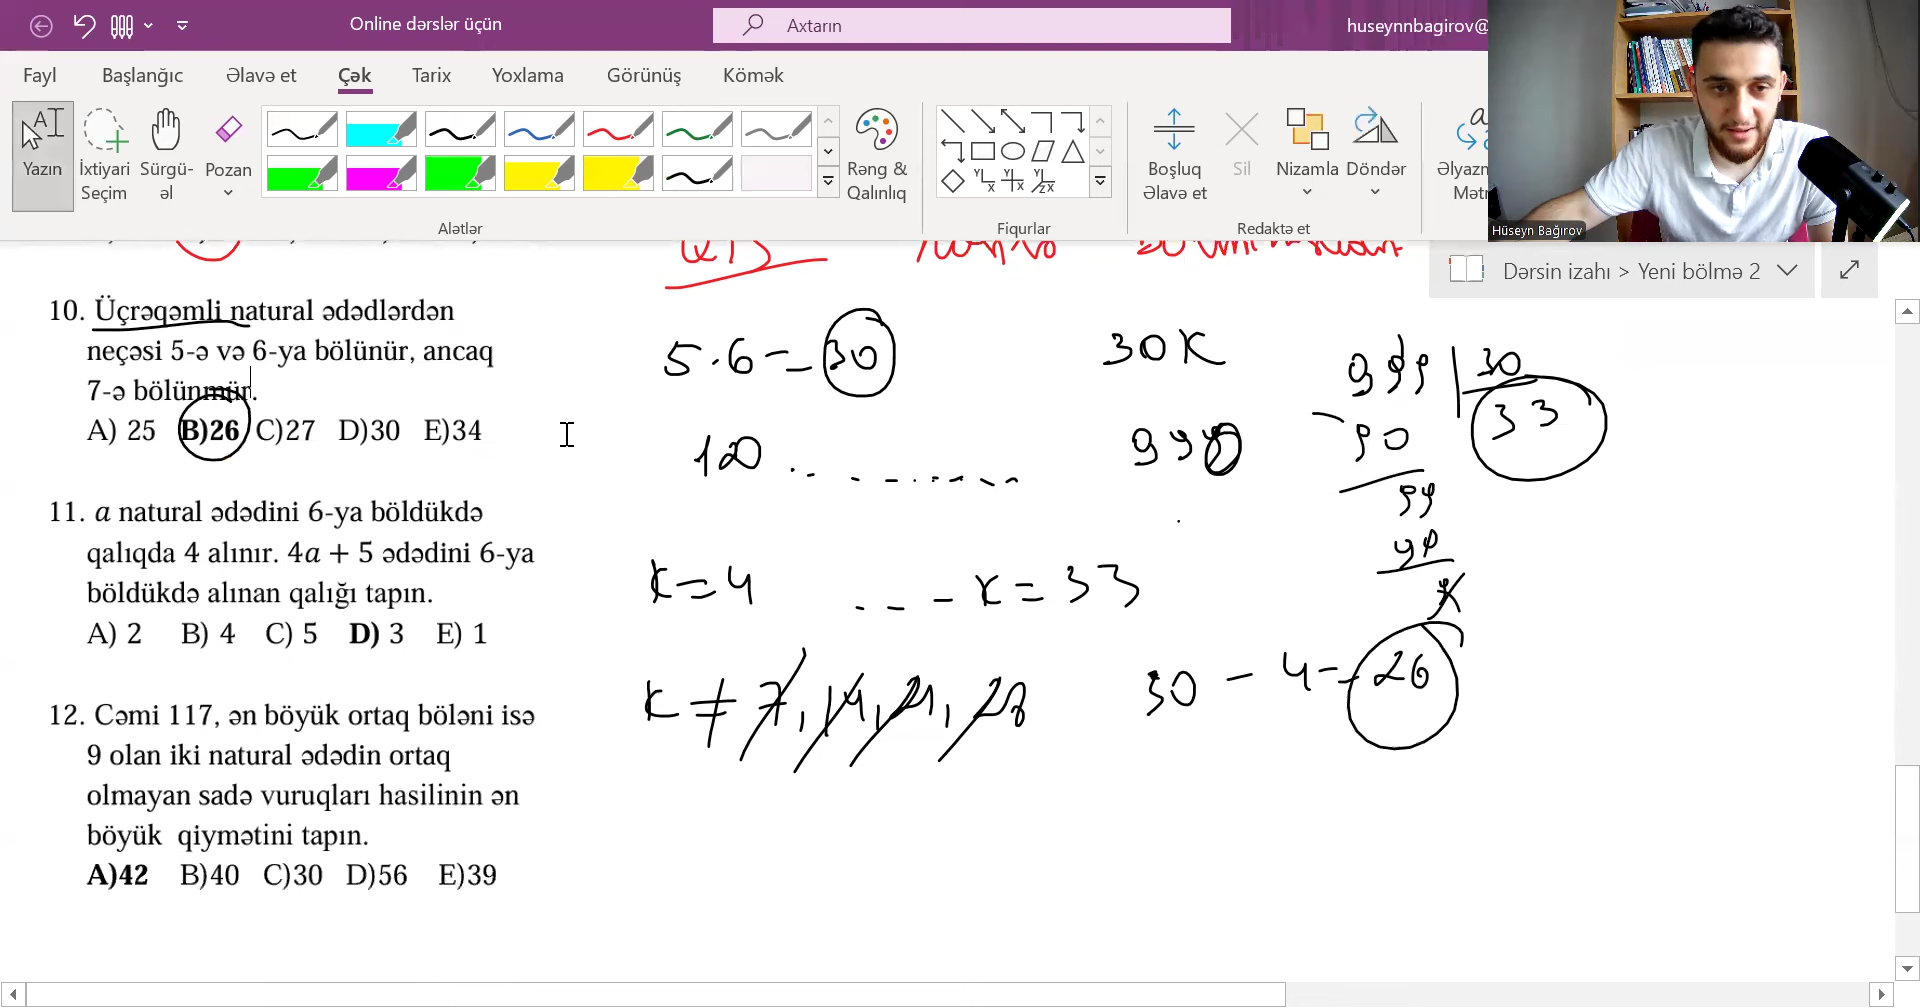 Online dərslər üçün
Axtarın
huseynnbagirov@
Fayl Başlanğıc Əlavə et Çək Tarix Yoxlama Görünüş Kömək
Yazın
İxtiyari Seçim
Sürgü-əl
Pozan
Rəng & Qalınlıq
Boşluq Əlavə et
Sil
Nizamla
Döndər
Əlyazm
Mət
Alətlər
Fiqurlar
Redaktə et
Hüseyn Bağırov
Dərsin izahı > Yeni bölmə 2
10. Üçrəqəmli natural ədədlərdən
neçəsi 5-ə və 6-ya bölünür, ancaq
7-ə bölünmür.
A) 25 B)26 C)27 D)30 E)34
11. a natural ədədini 6-ya böldükdə
qalıqda 4 alınır. 4a + 5 ədədini 6-ya
böldükdə alınan qalığı tapın.
A) 2 B) 4 C) 5 D) 3 E) 1
12. Cəmi 117, ən böyük ortaq böləni isə
9 olan iki natural ədədin ortaq
olmayan sadə vuruqları hasilinin ən
böyük qiymətini tapın.
A)42 B)40 C)30 D)56 E)39
5·6=30
30K
120 ......... 990
K=4 ... K=33
K≠7, 14, 21, 28
30-4=26
999 30
90 33
99
90